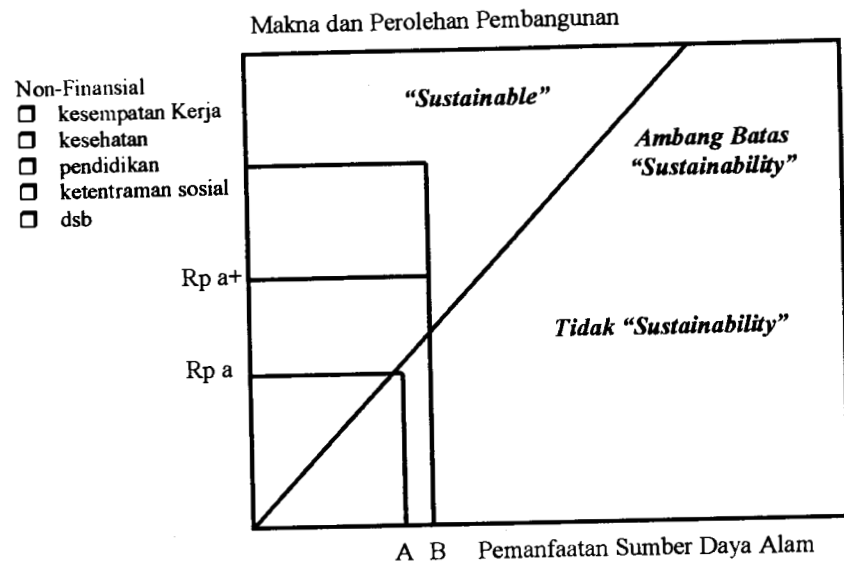 Makna dan Perolehan Pembangunan
Non-Finansial
kesempatan Kerja
kesehatan
pendidikan
ketentraman sosial
dsb
"Sustainable"
Ambang Batas
"Sustainability"
Rp a+
Tidak "Sustainability"
Rp a
A B Pemanfaatan Sumber Daya Alam